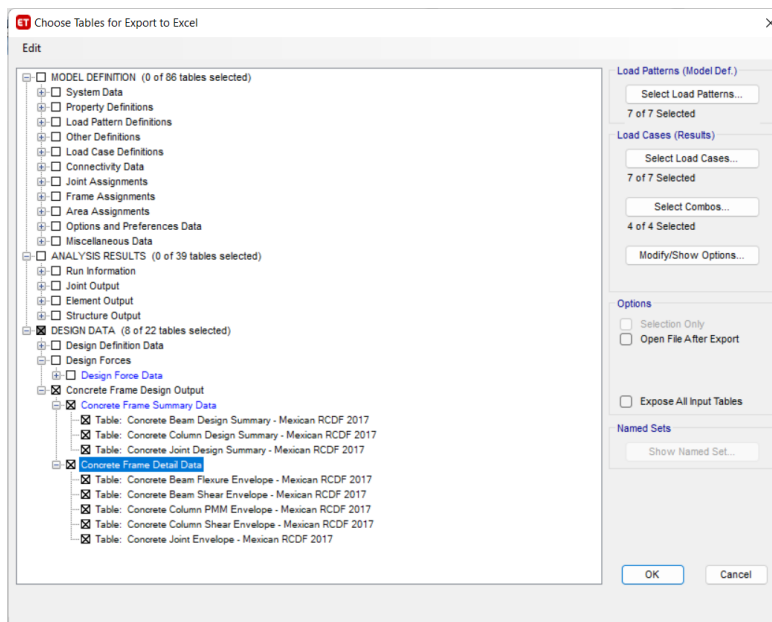 ET Choose Tables for Export to Excel
Edit
MODEL DEFINITION (0 of 86 tables selected)
System Data
Property Definitions
Load Pattern Definitions
Other Definitions
Load Case Definitions
Connectivity Data
Joint Assignments
Frame Assignments
Area Assignments
Options and Preferences Data
Miscellaneous Data
ANALYSIS RESULTS (0 of 39 tables selected)
Run Information
Joint Output
Element Output
Structure Output
DESIGN DATA (8 of 22 tables selected)
Design Definition Data
Design Forces
Design Force Data
Concrete Frame Design Output
Concrete Frame Summary Data
Table: Concrete Beam Design Summary - Mexican RCDF 2017
Table: Concrete Column Design Summary - Mexican RCDF 2017
Table: Concrete Joint Design Summary - Mexican RCDF 2017
Concrete Frame Detail Data
Table: Concrete Beam Flexure Envelope - Mexican RCDF 2017
Table: Concrete Beam Shear Envelope - Mexican RCDF 2017
Table: Concrete Column PMM Envelope - Mexican RCDF 2017
Table: Concrete Column Shear Envelope - Mexican RCDF 2017
Table: Concrete Joint Envelope - Mexican RCDF 2017
Load Patterns (Model Def.)
Select Load Patterns...
7 of 7 Selected
Load Cases (Results)
Select Load Cases...
7 of 7 Selected
Select Combos...
4 of 4 Selected
Modify/Show Options...
Options
Selection Only
Open File After Export
Expose All Input Tables
Named Sets
Show Named Set...
OK
Cancel